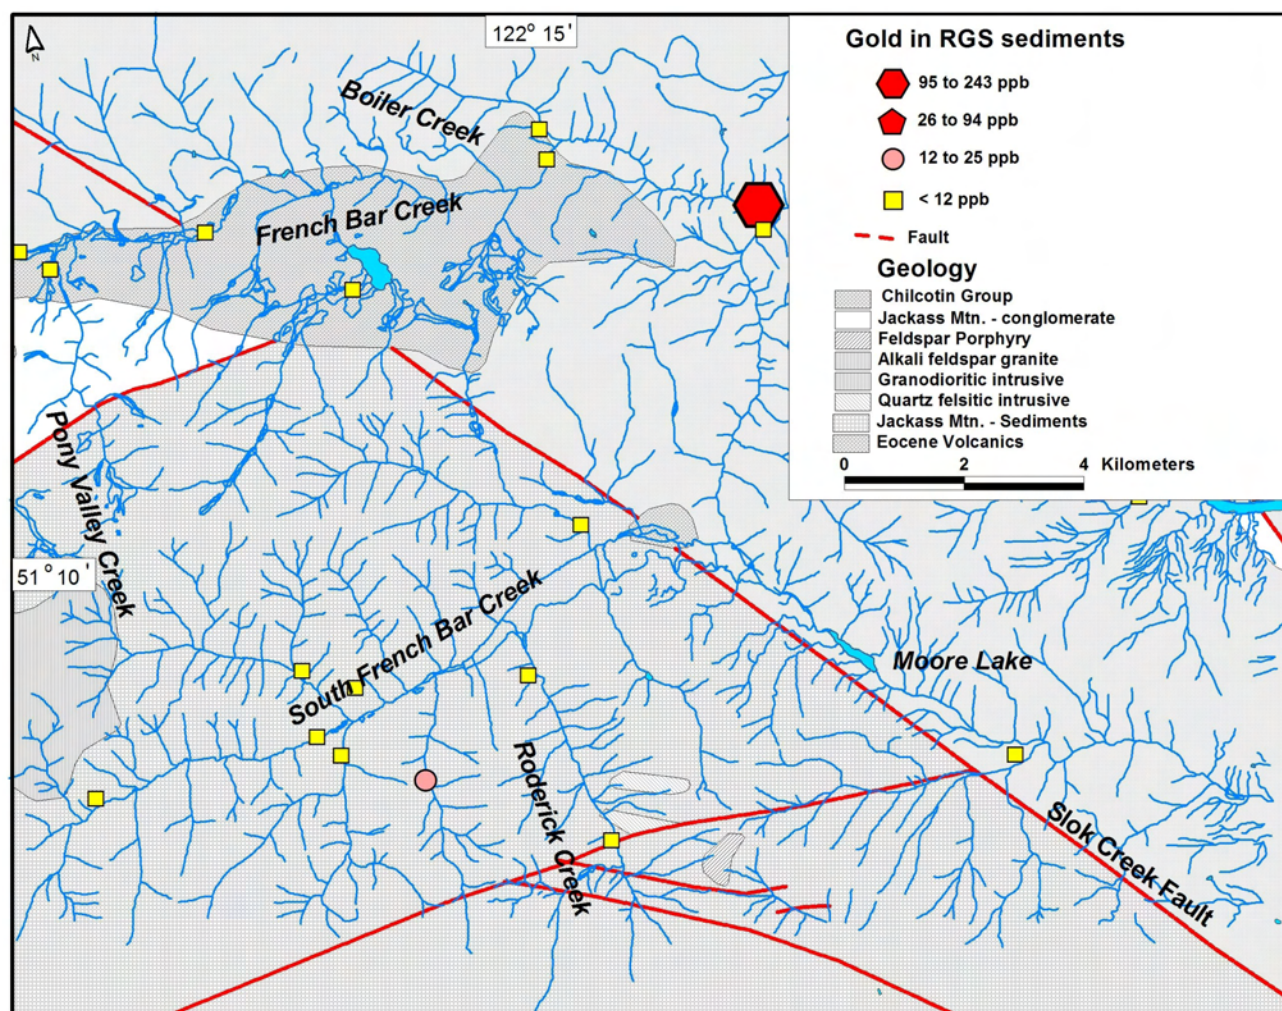 N
122 ° 15 '
Gold in RGS sediments
95 to 243 ppb
26 to 94 ppb
12 to 25 ppb
< 12 ppb
Fault
Geology
Chilcotin Group
Jackass Mtn. - conglomerate
Feldspar Porphyry
Alkali feldspar granite
Granodioritic intrusive
Quartz felsitic intrusive
Jackass Mtn. - Sediments
Eocene Volcanics
0 2 4 Kilometers
Boiler Creek
French Bar Creek
Pony Valley Creek
51 ° 10 '
South French Bar Creek
Moore Lake
Roderick Creek
Slok Creek Fault